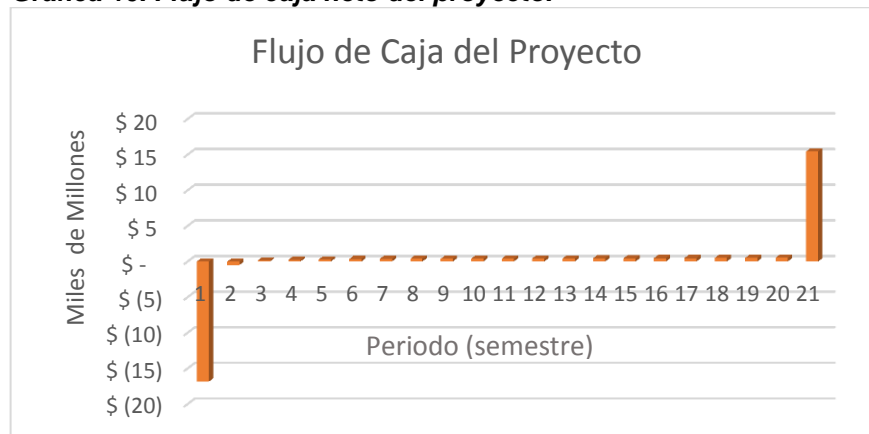 Flujo de Caja del Proyecto
Miles de Millones
$ 20
$ 15
$ 10
$ 5
$ -
$ (5)
$ (10)
$ (15)
$ (20)
1 2 3 4 5 6 7 8 9 10 11 12 13 14 15 16 17 18 19 20 21
Periodo (semestre)